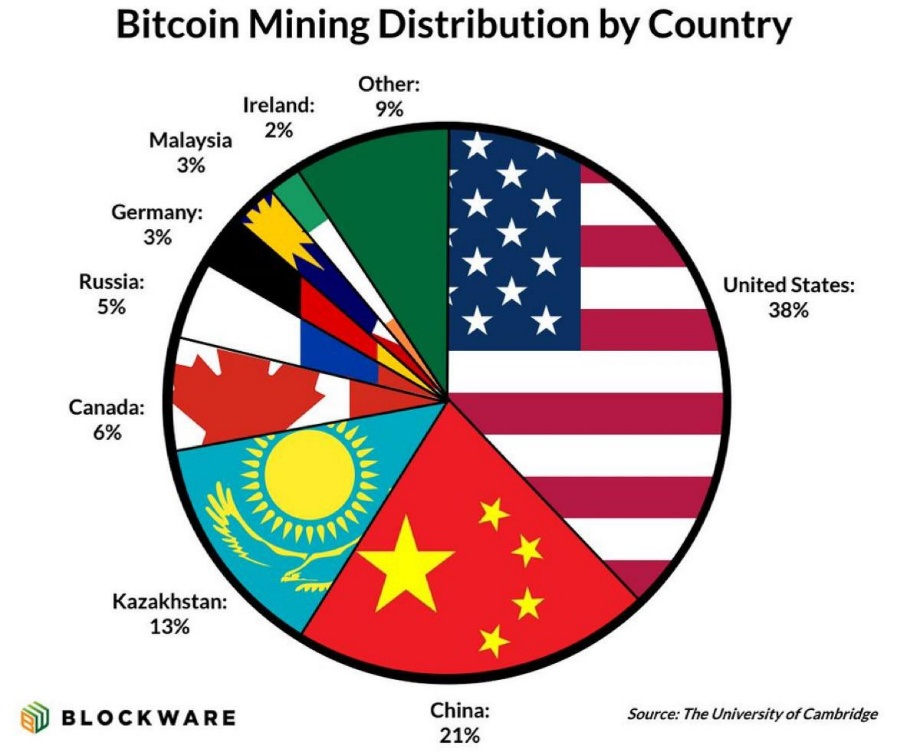 Bitcoin Mining Distribution by Country
Other:
9%
Ireland:
2%
Malaysia
3%
Germany:
3%
Russia:
5%
United States:
38%
Canada:
6%
Kazakhstan:
13%
China:
21%
BLOCKWARE
Source: The University of Cambridge